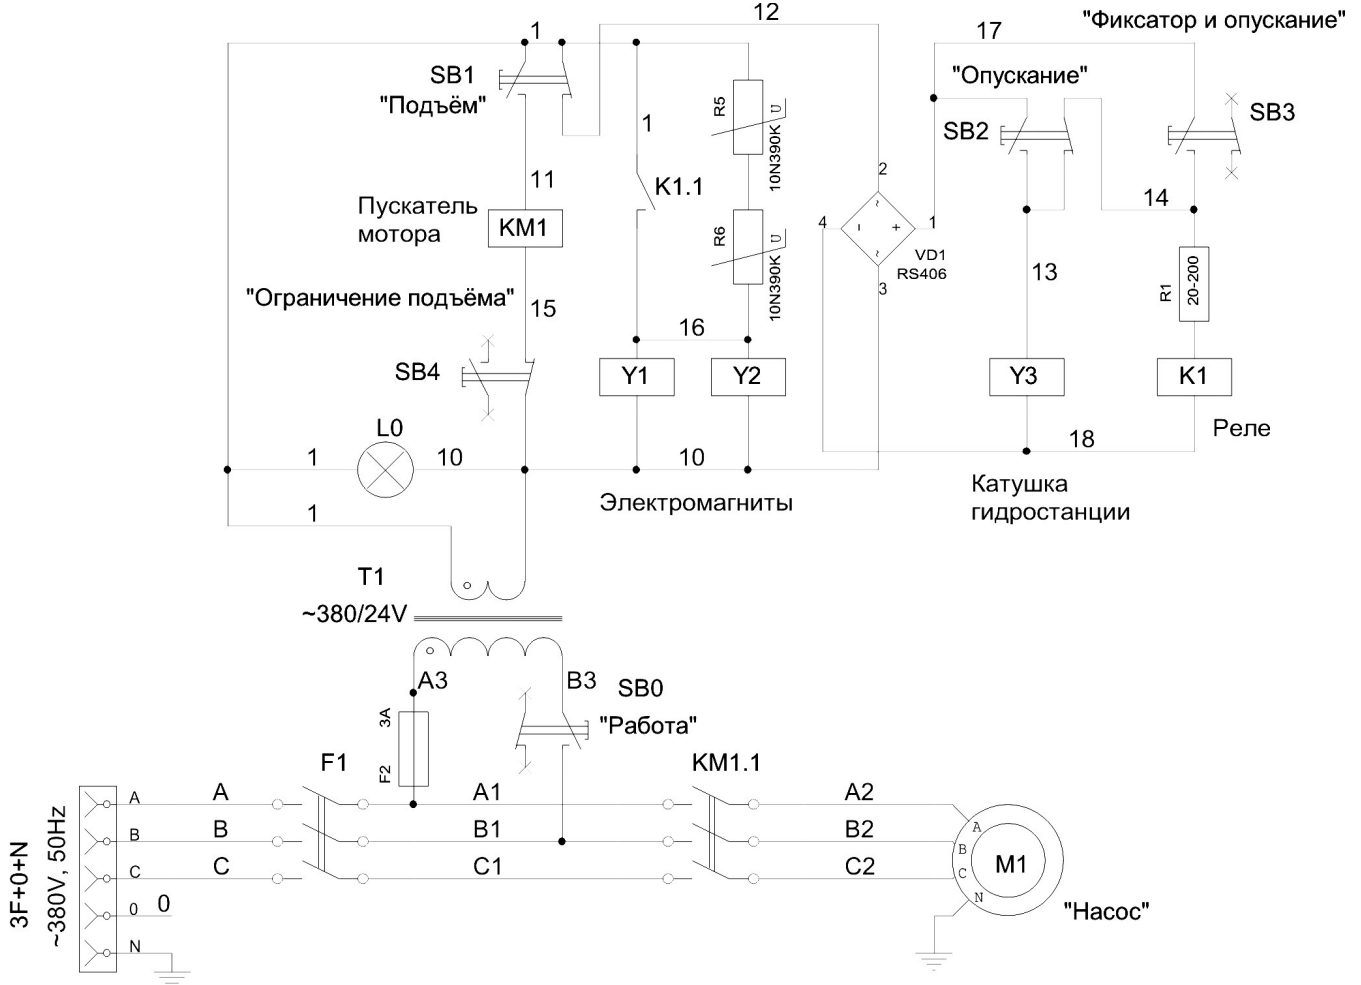 1
12
17
"Фиксатор и опускание"
SB1
"Подъём"
"Опускание"
SB2
SB3
R5
10N390K
U
1
K1.1
11
Пускатель
мотора
KM1
R6
10N390K
U
2
~
4
-
+
1
~
3
VD1
RS406
14
13
R1
20-200
"Ограничение подъёма"
15
16
SB4
Y1
Y2
Y3
K1
Реле
L0
1
10
10
18
Электромагниты
Катушка
гидростанции
1
T1
~380/24V
A3
B3
SB0
"Работа"
3A
F2
F1
KM1.1
3F+0+N
~380V, 50Hz
A
A
A1
A2
A
B
B
B1
B2
B
C
C
C1
C2
C
M1
N
0
0
N
"Насос"